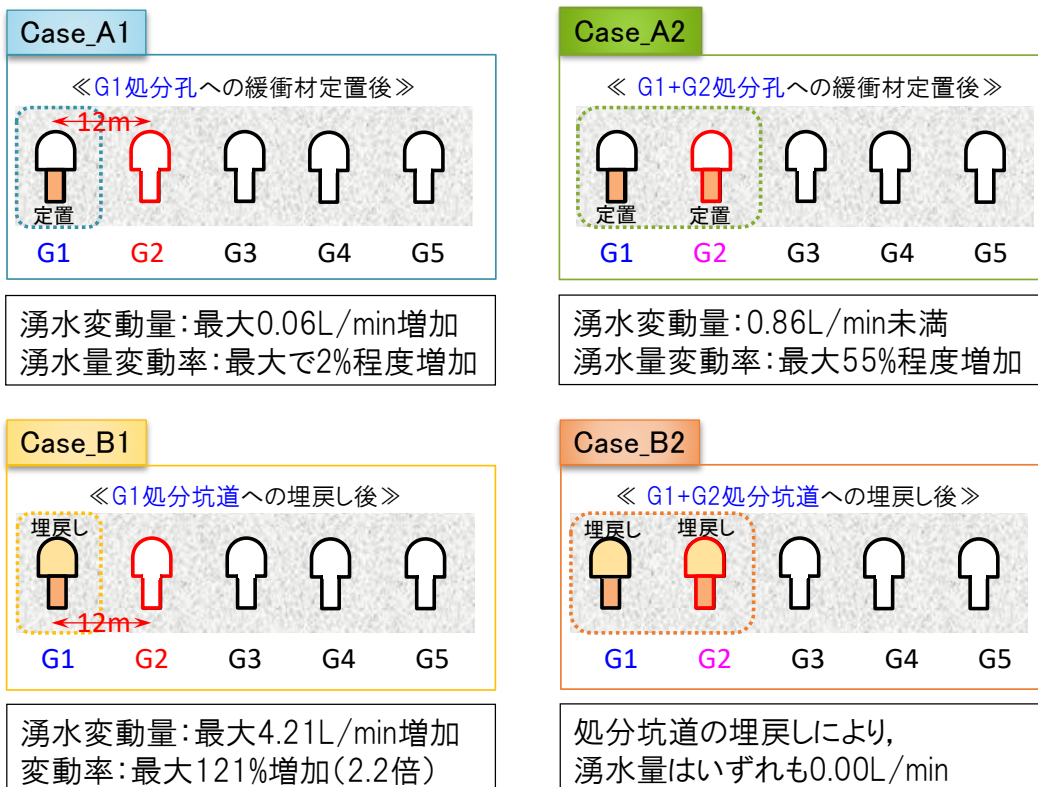 Case_A1
≪G1処分孔への緩衝材定置後≫
12m
定置
G1 G2 G3 G4 G5
湧水変動量：最大0.06L/min増加
湧水量変動率：最大で2%程度増加
Case_A2
≪ G1+G2処分孔への緩衝材定置後≫
定置 定置
G1 G2 G3 G4 G5
湧水変動量：0.86L/min未満
湧水量変動率：最大55%程度増加
Case_B1
≪G1処分坑道への埋戻し後≫
埋戻し
12m
G1 G2 G3 G4 G5
湧水変動量：最大4.21L/min増加
変動率：最大121%増加（2.2倍）
Case_B2
≪ G1+G2処分坑道への埋戻し後≫
埋戻し 埋戻し
G1 G2 G3 G4 G5
処分坑道の埋戻しにより，
湧水量はいずれも0.00L/min